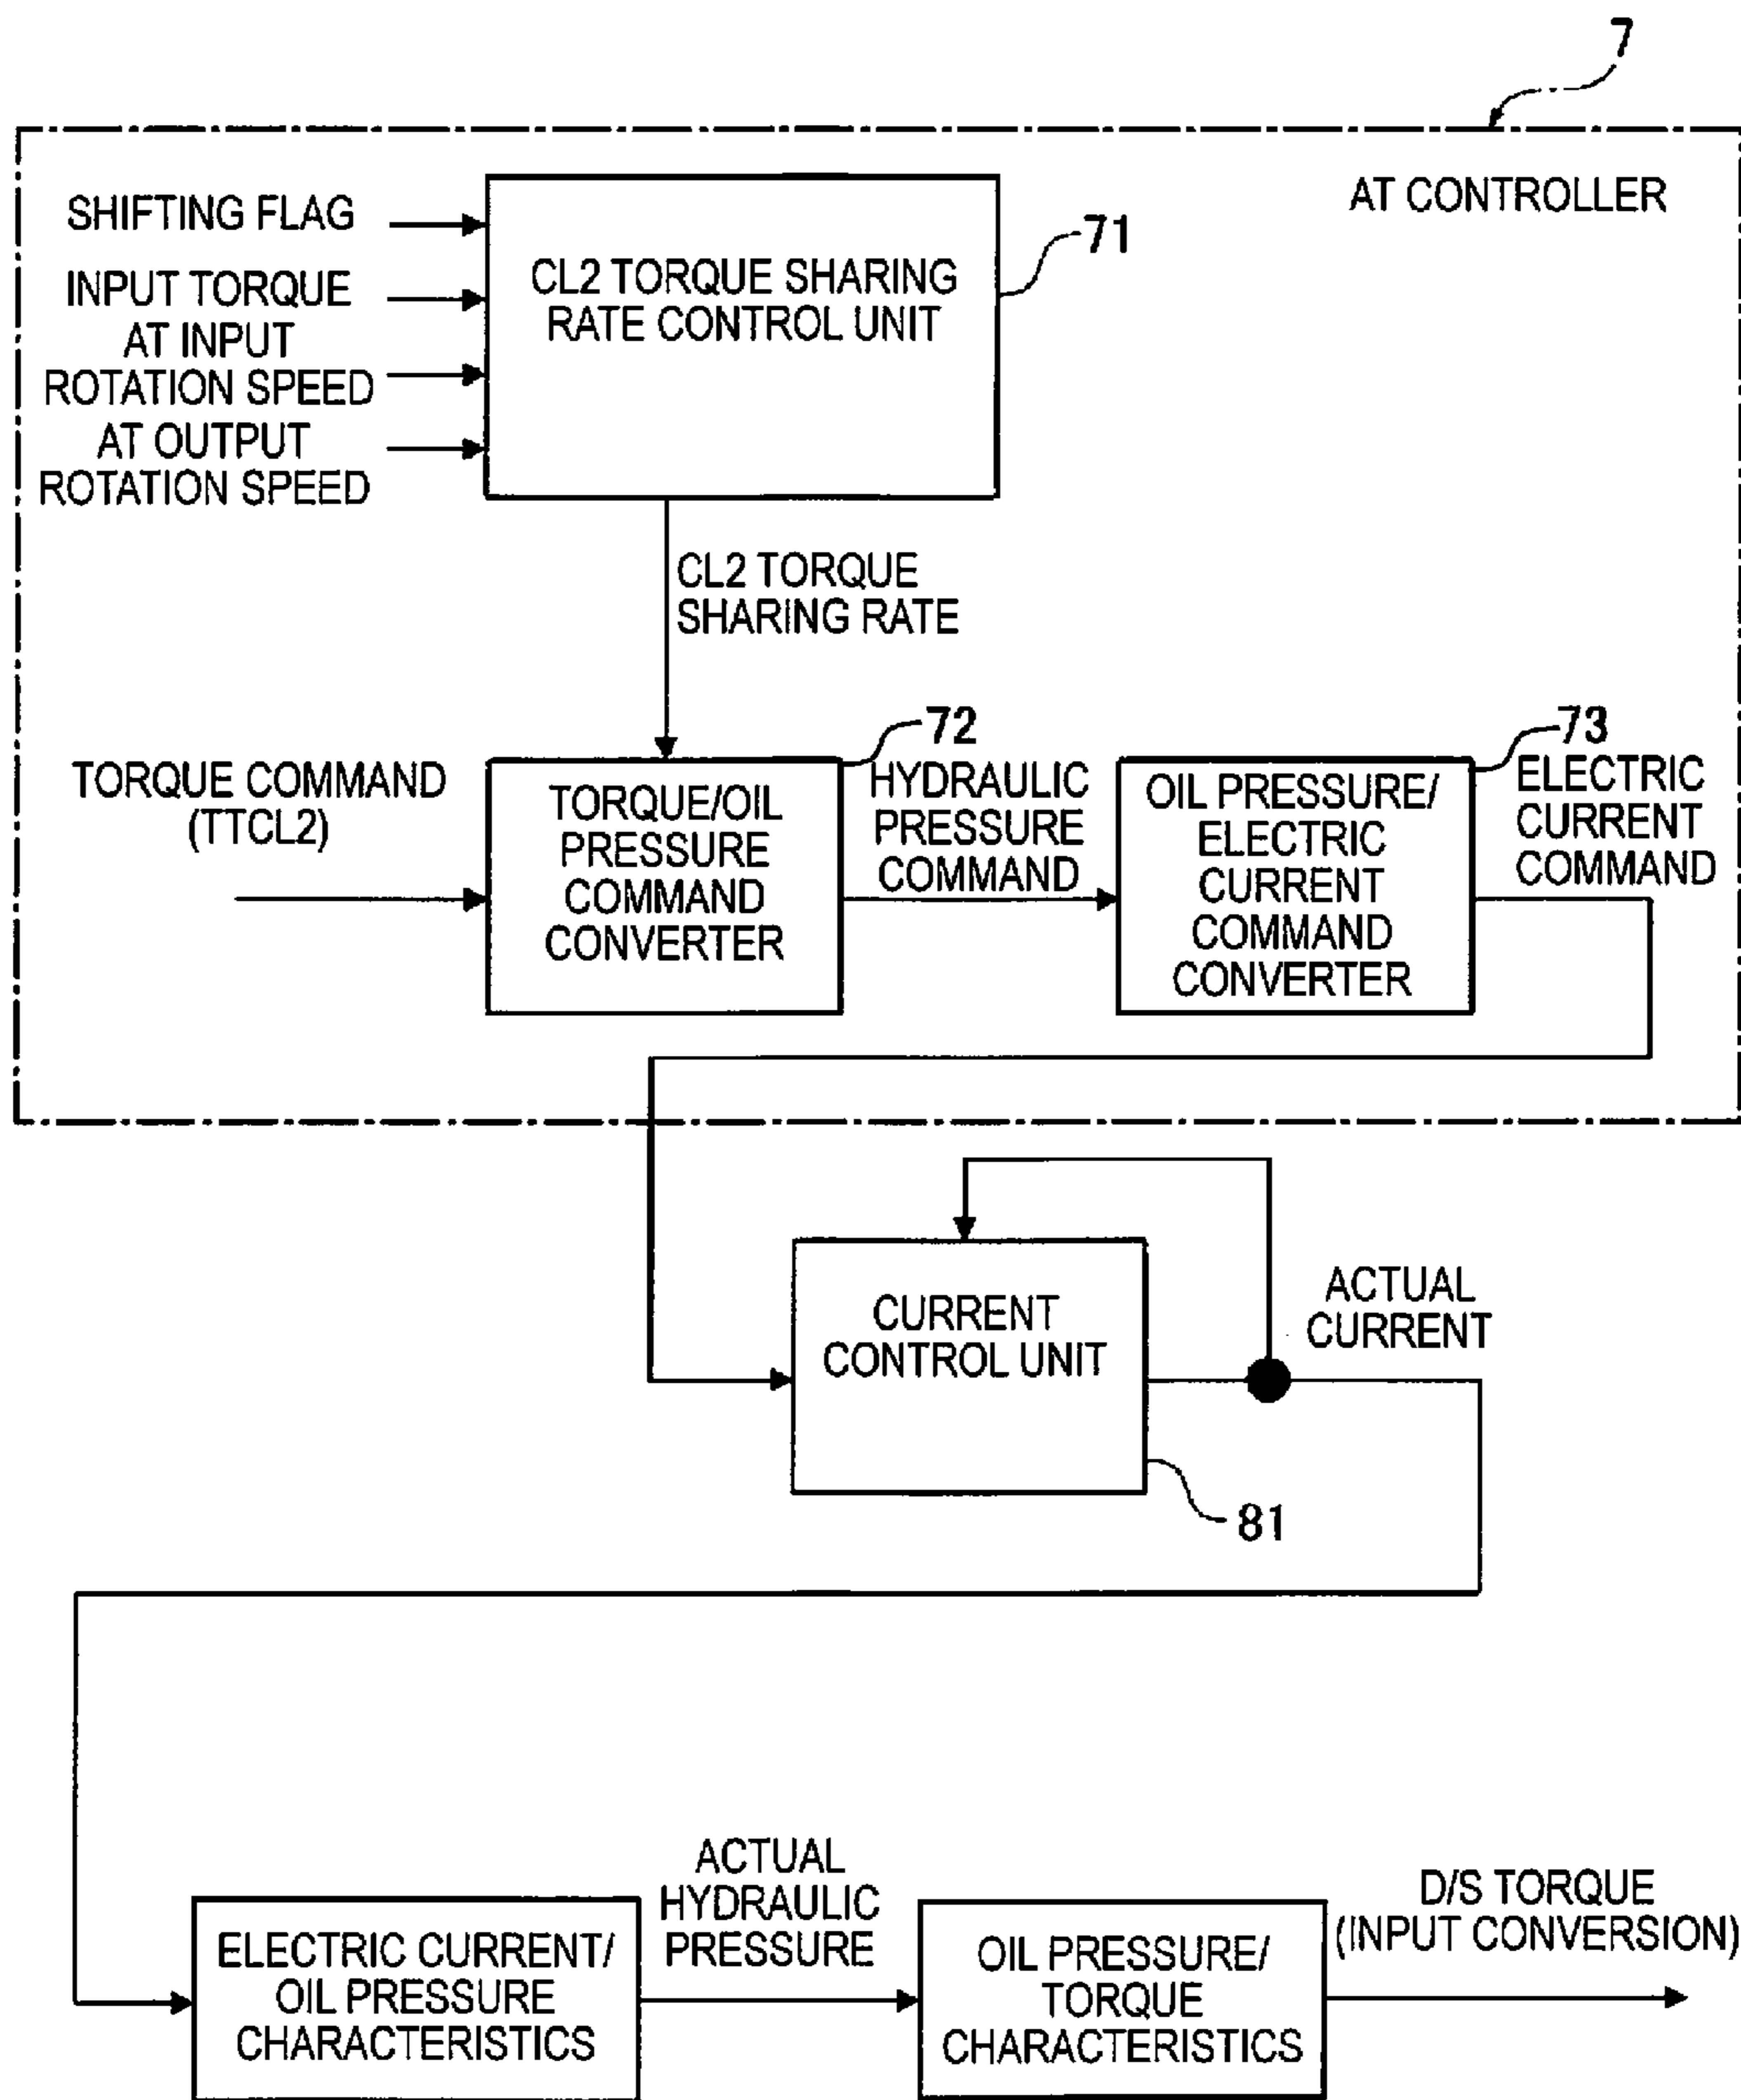 7
AT CONTROLLER
SHIFTING FLAG
INPUT TORQUE
AT INPUT
ROTATION SPEED
AT OUTPUT
ROTATION SPEED
CL2 TORQUE SHARING
RATE CONTROL UNIT
71
CL2 TORQUE
SHARING RATE
TORQUE COMMAND
(TTCL2)
72
TORQUE/OIL
PRESSURE
COMMAND
CONVERTER
HYDRAULIC
PRESSURE
COMMAND
73
OIL PRESSURE/
ELECTRIC
CURRENT
COMMAND
CONVERTER
ELECTRIC
CURRENT
COMMAND
CURRENT
CONTROL UNIT
ACTUAL
CURRENT
81
ELECTRIC CURRENT/
OIL PRESSURE
CHARACTERISTICS
ACTUAL
HYDRAULIC
PRESSURE
OIL PRESSURE/
TORQUE
CHARACTERISTICS
D/S TORQUE
(INPUT CONVERSION)